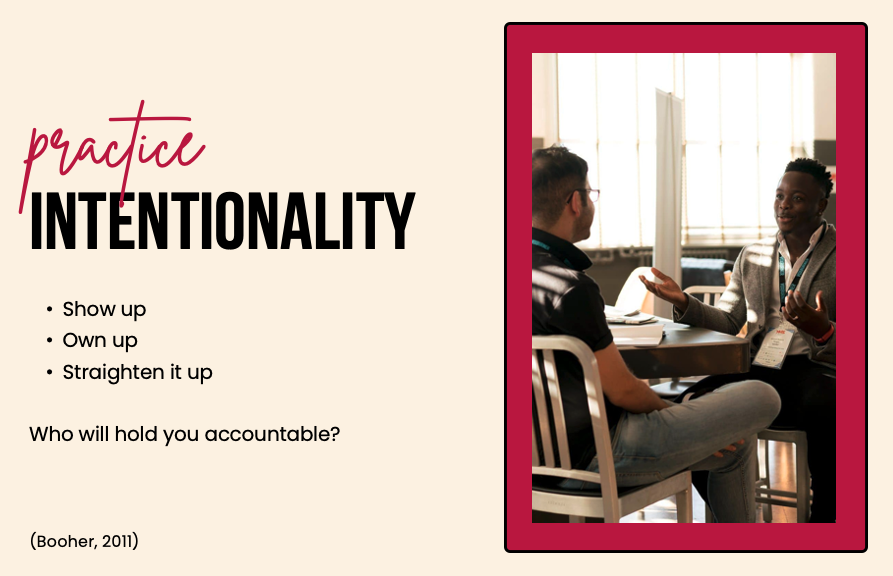 practice
INTENTIONALITY
• Show up
• Own up
• Straighten it up
Who will hold you accountable?
(Booher, 2011)